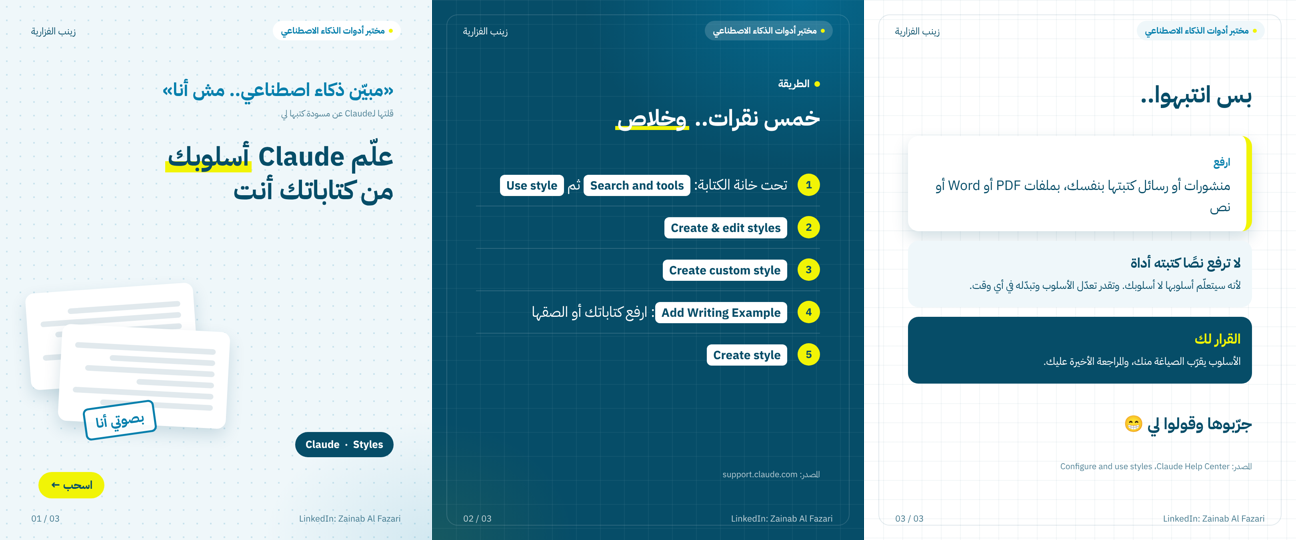 مختبر أدوات الذكاء الاصطناعي
زينب الفزارية
«مبيّن ذكاء اصطناعي.. مش أنا»
قلتها لـClaude عن مسودة كتبها لي.
علّم Claude أسلوبك
من كتاباتك أنت
بصوتي أنا
Claude · Styles
اسحب ←
01 / 03
LinkedIn: Zainab Al Fazari
مختبر أدوات الذكاء الاصطناعي
زينب الفزارية
الطريقة
خمس نقرات.. وخلاص
1 تحت خانة الكتابة: Search and tools ثم Use style
2 Create & edit styles
3 Create custom style
4 Add Writing Example: ارفع كتاباتك أو الصقها
5 Create style
المصدر: support.claude.com
02 / 03
LinkedIn: Zainab Al Fazari
مختبر أدوات الذكاء الاصطناعي
زينب الفزارية
بس انتبهوا..
ارفع
منشورات أو رسائل كتبتها بنفسك، بملفات PDF أو Word أو
نص
لا ترفع نصًا كتبته أداة
لأنه سيتعلّم أسلوبها لا أسلوبك. وتقدر تعدّل الأسلوب وتبدّله في أي وقت.
القرار لك
الأسلوب يقرّب الصياغة منك، والمراجعة الأخيرة عليك.
جرّبوها وقولوا لي 😁
المصدر: Claude Help Center، Configure and use styles
03 / 03
LinkedIn: Zainab Al Fazari